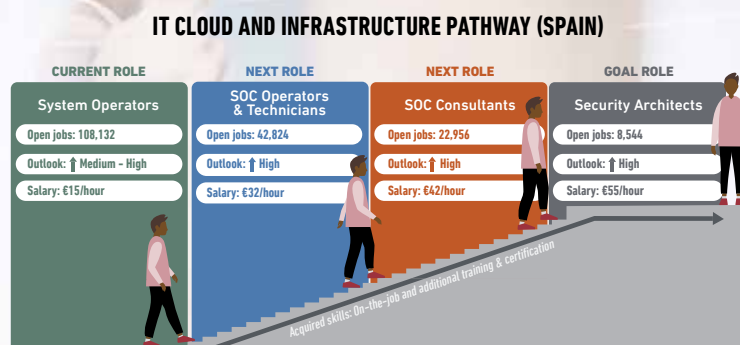 IT CLOUD AND INFRASTRUCTURE PATHWAY (SPAIN)
CURRENT ROLE
System Operators
Open jobs: 108,132
Outlook: ↑ Medium - High
Salary: €15/hour
NEXT ROLE
SOC Operators
& Technicians
Open jobs: 42,824
Outlook: ↑ High
Salary: €32/hour
NEXT ROLE
SOC Consultants
Open jobs: 22,956
Outlook: ↑ High
Salary: €42/hour
GOAL ROLE
Security Architects
Open jobs: 8,544
Outlook: ↑ High
Salary: €55/hour
Acquired skills: On-the-job and additional training & certification